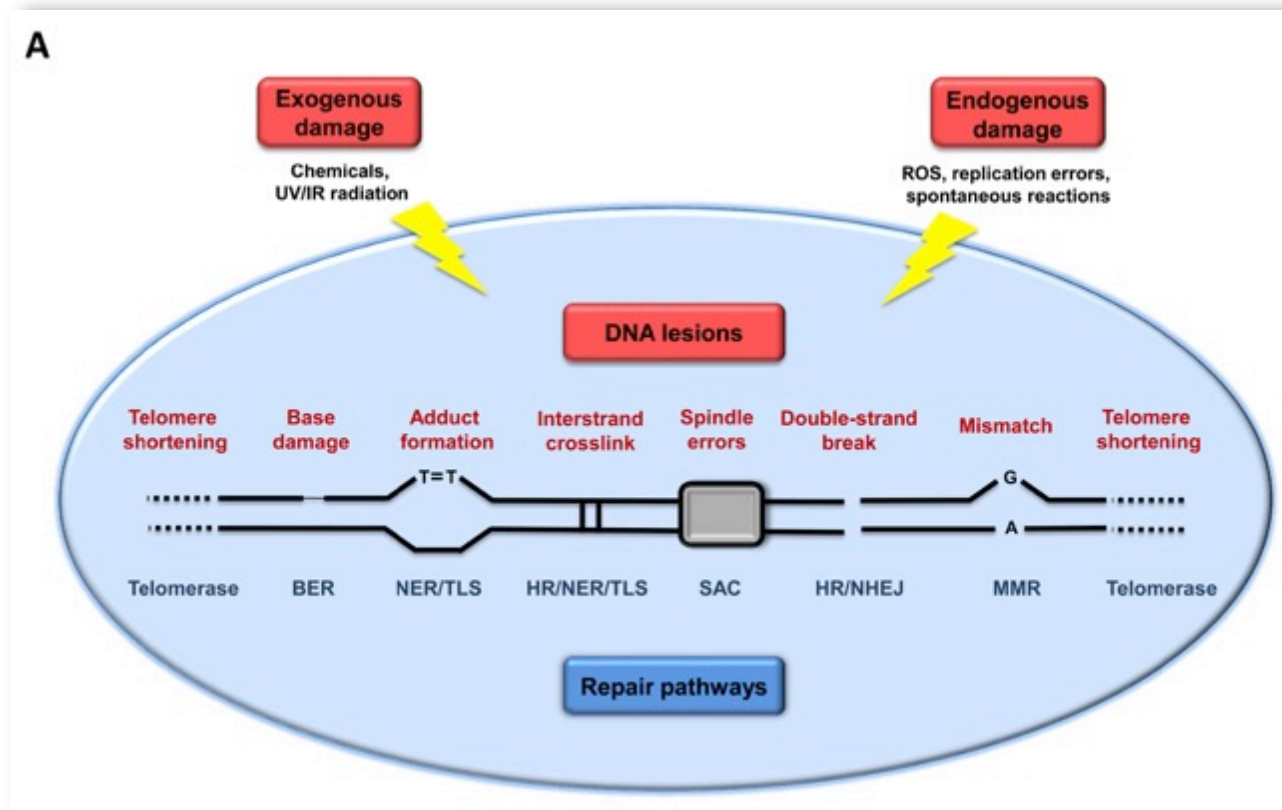 A
Exogenous
damage
Chemicals,
UV/IR radiation
Endogenous
damage
ROS, replication errors,
spontaneous reactions
DNA lesions
Telomere
shortening
Base
damage
Adduct
formation
Interstrand
crosslink
Spindle
errors
Double-strand
break
Mismatch
Telomere
shortening
T=T
G
A
Telomerase
BER
NER/TLS
HR/NER/TLS
SAC
HR/NHEJ
MMR
Telomerase
Repair pathways